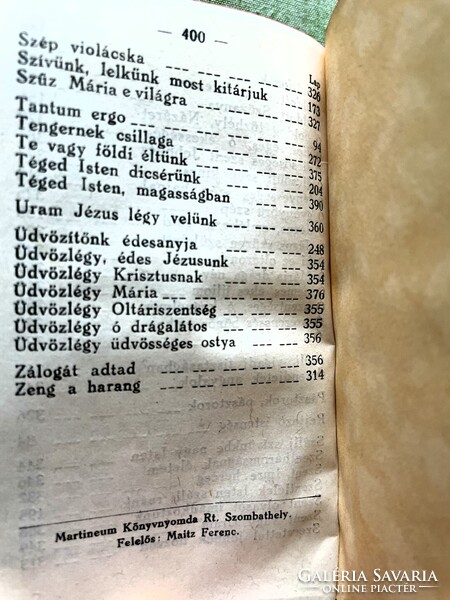 — 400 —
Lap
Szép violácska — — — — — — 326
Szívünk, lelkünk most kitárjuk — — 173
Szűz Mária e világra — — — — 327
Tantum ergo — — — — — — 94
Tengernek csillaga — — — — — 272
Te vagy földi éltünk — — — — 375
Téged Isten dicsérünk — — — — 204
Téged Isten, magasságban — — — 390
Uram Jézus légy velünk — — — 360
Üdvözítőnk édesanyja — — — — 248
Üdvözlégy, édes Jézusunk — — — 354
Üdvözlégy Krisztusnak — — — — 354
Üdvözlégy Mária — — — — — — 376
Üdvözlégy Oltáriszentség — — — 355
Üdvözlégy ó drágalátos — — — — 355
Üdvözlégy üdvösséges ostya — — 356
Zálogát adtad — — — — — — 356
Zeng a harang — — — — — — 314
Martineum Könyvnyomda Rt. Szombathely.
Felelős: Maitz Ferenc.
GALÉRIA SAVARIA
ONLINE PIACTÉR